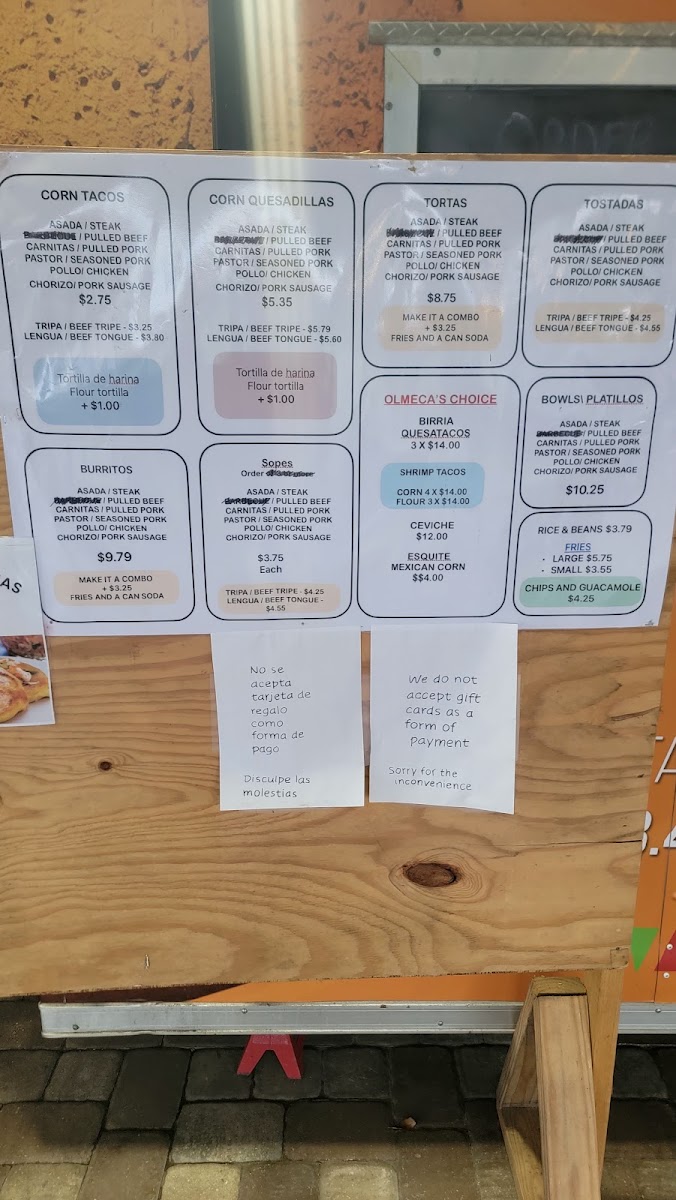 ORDER
CORN TACOS
ASADA / STEAK
/ PULLED BEEF
CARNITAS / PULLED PORK
PASTOR / SEASONED PORK
POLLO/ CHICKEN
CHORIZO/ PORK SAUSAGE
$2.75
TRIPA / BEEF TRIPE - $3.25
LENGUA / BEEF TONGUE - $3.80
Tortilla de harina
Flour tortilla
+ $1.00
CORN QUESADILLAS
ASADA / STEAK
/ PULLED BEEF
CARNITAS / PULLED PORK
PASTOR / SEASONED PORK
POLLO/ CHICKEN
CHORIZO/ PORK SAUSAGE
$5.35
TRIPA / BEEF TRIPE - $5.79
LENGUA / BEEF TONGUE - $5.60
Tortilla de harina
Flour tortilla
+ $1.00
TORTAS
ASADA / STEAK
/ PULLED BEEF
CARNITAS / PULLED PORK
PASTOR / SEASONED PORK
POLLO/ CHICKEN
CHORIZO/ PORK SAUSAGE
$8.75
MAKE IT A COMBO
+ $3.25
FRIES AND A CAN SODA
TOSTADAS
ASADA / STEAK
/ PULLED BEEF
CARNITAS / PULLED PORK
PASTOR / SEASONED PORK
POLLO/ CHICKEN
CHORIZO/ PORK SAUSAGE
TRIPA / BEEF TRIPE - $4.25
LENGUA / BEEF TONGUE - $4.55
BURRITOS
ASADA / STEAK
/ PULLED BEEF
CARNITAS / PULLED PORK
PASTOR / SEASONED PORK
POLLO/ CHICKEN
CHORIZO/ PORK SAUSAGE
$9.79
MAKE IT A COMBO
+ $3.25
FRIES AND A CAN SODA
Sopes
Order
ASADA / STEAK
/ PULLED BEEF
CARNITAS / PULLED PORK
PASTOR / SEASONED PORK
POLLO/ CHICKEN
CHORIZO/ PORK SAUSAGE
$3.75
Each
TRIPA / BEEF TRIPE - $4.25
LENGUA / BEEF TONGUE -
$4.55
OLMECA'S CHOICE
BIRRIA
QUESATACOS
3 X $14.00
SHRIMP TACOS
CORN 4 X $14.00
FLOUR 3 X $14.00
CEVICHE
$12.00
ESQUITE
MEXICAN CORN
$$4.00
BOWLS\ PLATILLOS
ASADA / STEAK
/ PULLED BEEF
CARNITAS / PULLED PORK
PASTOR / SEASONED PORK
POLLO/ CHICKEN
CHORIZO/ PORK SAUSAGE
$10.25
RICE & BEANS $3.79
FRIES
- LARGE $5.75
- SMALL $3.55
CHIPS AND GUACAMOLE
$4.25
AS
No se
acepta
tarjeta de
regalo
como
forma de
pago
Disculpe las
molestias
We do not
accept gift
cards as a
form of
payment
Sorry for the
inconvenience